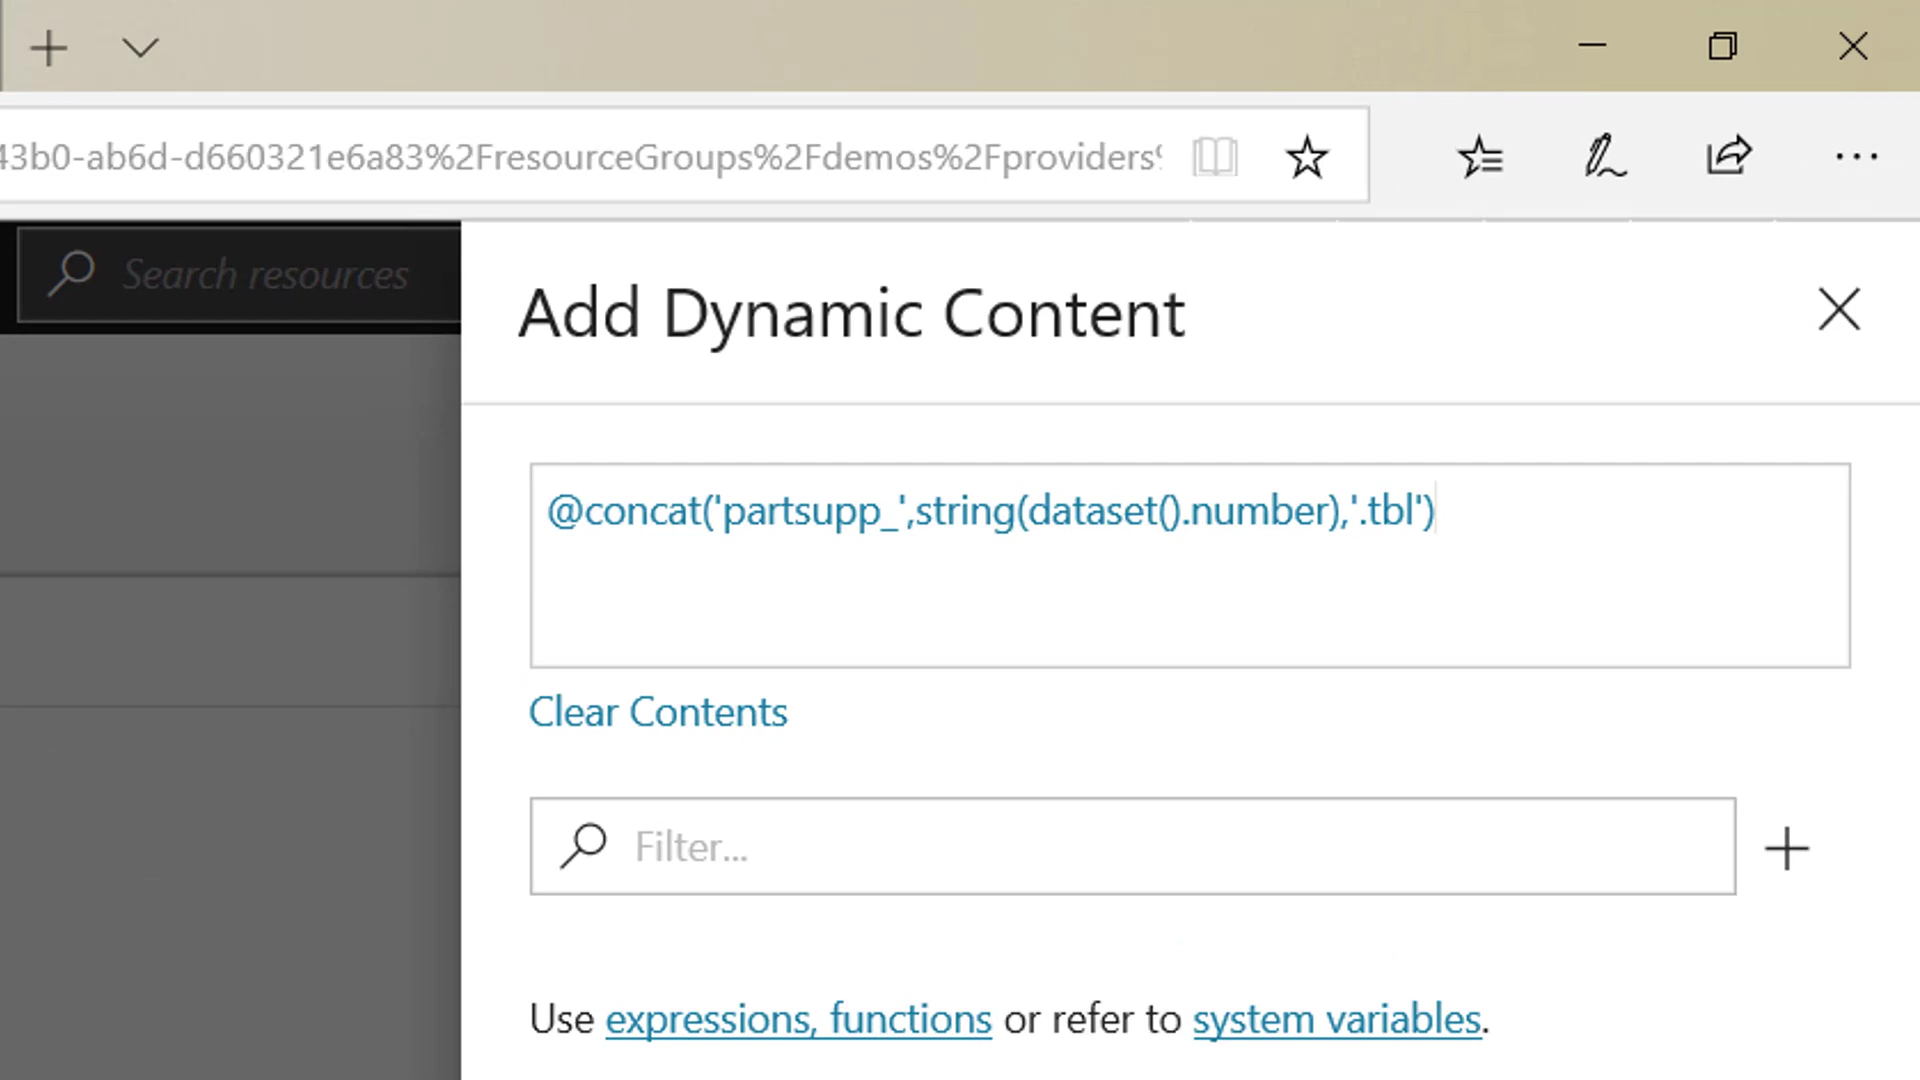 43b0-ab6d-d660321e6a83%2FresourceGroups%2Fdemos%2Fproviders%
Search resources
Add Dynamic Content
@concat('partsupp_',string(dataset().number),'.tbl')
Clear Contents
Filter...
Use expressions, functions or refer to system variables.